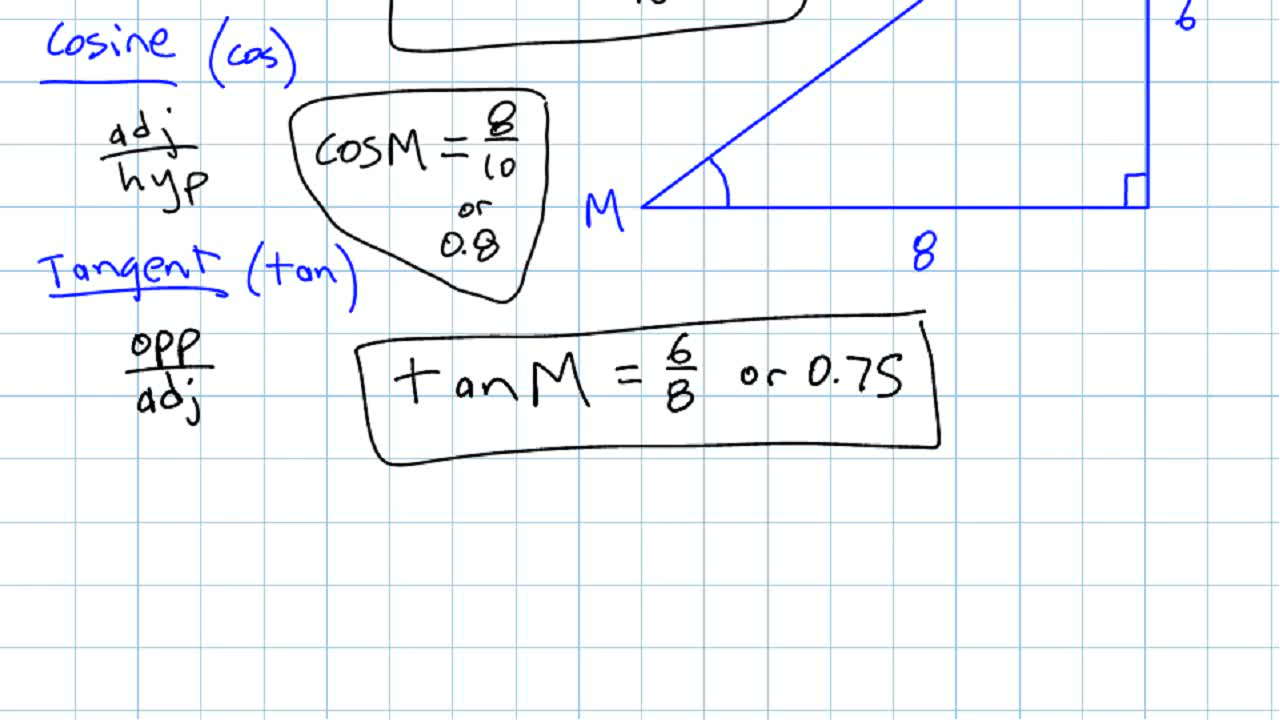 Cosine (cos)
adj
hyp
cosM = 8/10
or
0.8
6
M
8
Tangent (tan)
opp
adj
tanM = 6/8 or 0.75